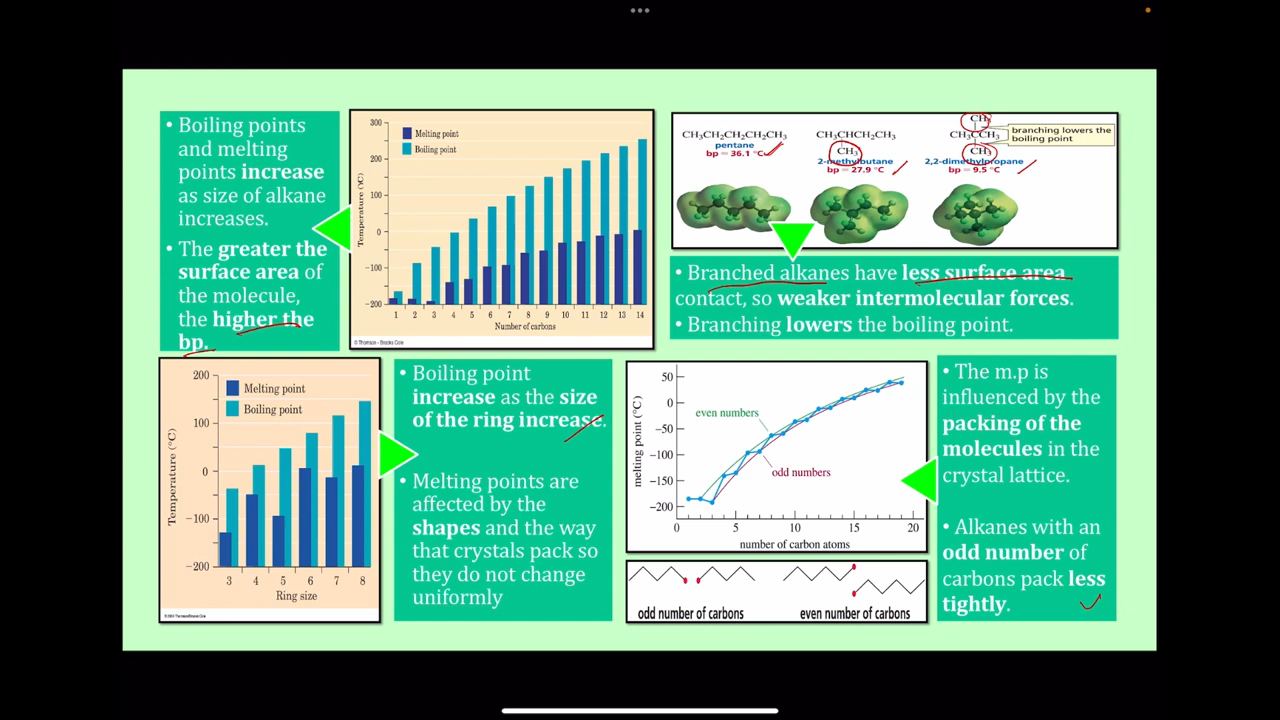 • Boiling points
and melting
points increase
as size of alkane
increases.
• The greater the
surface area of
the molecule,
the higher the
bp.
300
200
100
0
−100
−200
Temperature (°C)
Melting point
Boiling point
1 2 3 4 5 6 7 8 9 10 11 12 13 14
Number of carbons
© Thomson - Brooks Cole
CH3CH2CH2CH2CH3
pentane
bp = 36.1 °C
CH3CHCH2CH3
CH3
2-methylbutane
bp = 27.9 °C
CH3
CH3CCH3
CH3
2,2-dimethylpropane
bp = 9.5 °C
branching lowers the
boiling point
• Branched alkanes have less surface area
contact, so weaker intermolecular forces.
• Branching lowers the boiling point.
200
100
0
−100
−200
Temperature (°C)
Melting point
Boiling point
3 4 5 6 7 8
Ring size
• Boiling point
increase as the size
of the ring increase.
• Melting points are
affected by the
shapes and the way
that crystals pack so
they do not change
uniformly
50
0
−50
−100
−150
−200
melting point (°C)
even numbers
odd numbers
0 5 10 15 20
number of carbon atoms
odd number of carbons
even number of carbons
• The m.p is
influenced by the
packing of the
molecules in the
crystal lattice.
• Alkanes with an
odd number of
carbons pack less
tightly.